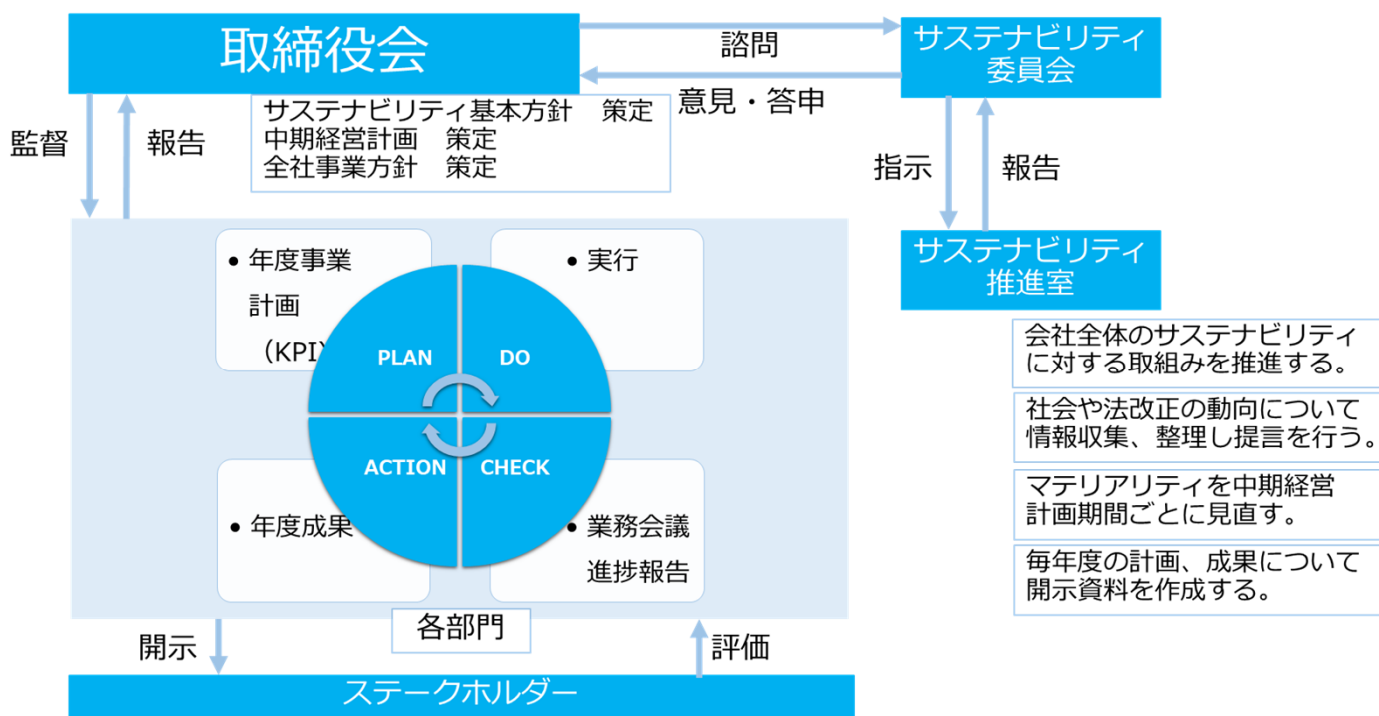 取締役会
諮問
意見・答申
サステナビリティ
委員会
サステナビリティ基本方針　策定
中期経営計画　策定
全社事業方針　策定
監督
報告
指示
報告
サステナビリティ
推進室
会社全体のサステナビリティ
に対する取組みを推進する。
社会や法改正の動向について
情報収集、整理し提言を行う。
マテリアリティを中期経営
計画期間ごとに見直す。
毎年度の計画、成果について
開示資料を作成する。
• 年度事業
計画
（KPI）
• 実行
PLAN
DO
ACTION
CHECK
• 年度成果
• 業務会議
進捗報告
各部門
開示
評価
ステークホルダー